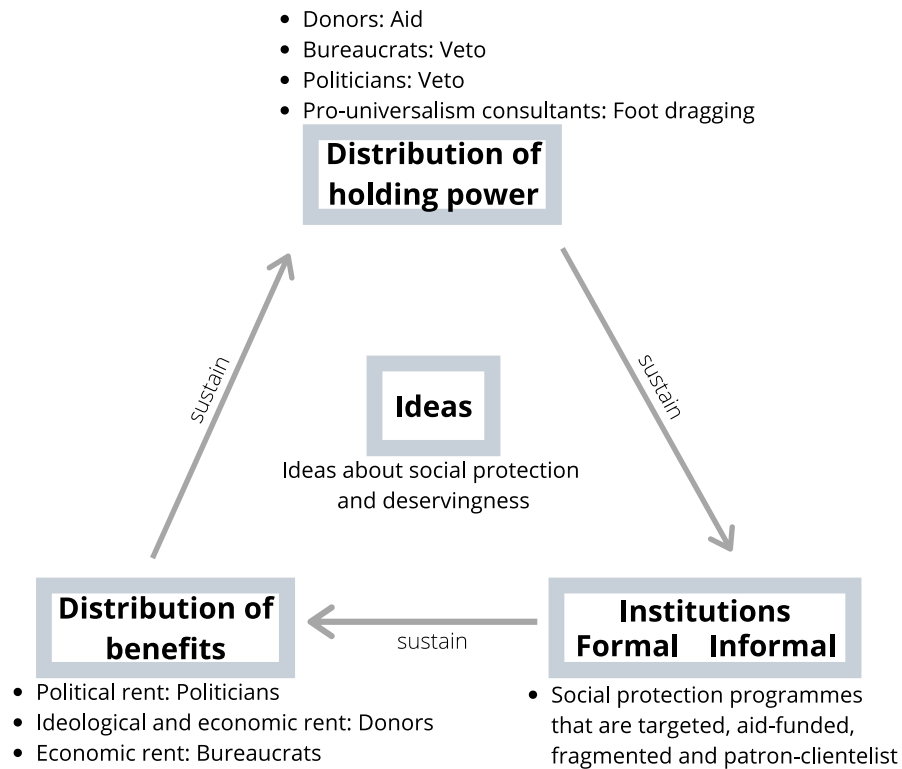 • Donors: Aid
• Bureaucrats: Veto
• Politicians: Veto
• Pro-universalism consultants: Foot dragging
Distribution of
holding power
sustain
sustain
Ideas
Ideas about social protection
and deservingness
Distribution of
benefits
sustain
Institutions
Formal Informal
• Political rent: Politicians
• Ideological and economic rent: Donors
• Economic rent: Bureaucrats
• Social protection programmes
that are targeted, aid-funded,
fragmented and patron-clientelist